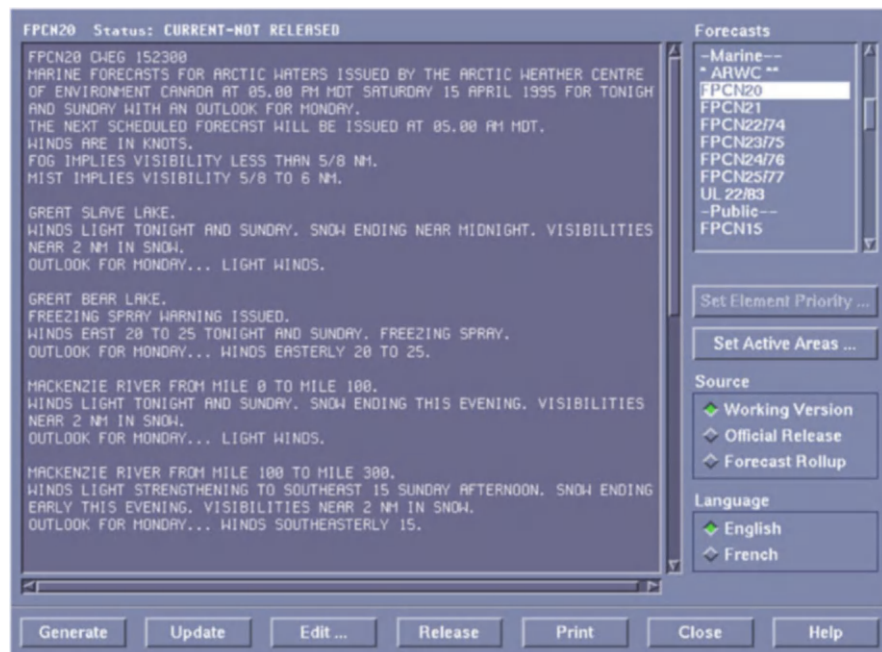 FPCN20 Status: CURRENT-NOT RELEASED
FPCN20 CWEG 152300
MARINE FORECASTS FOR ARCTIC WATERS ISSUED BY THE ARCTIC WEATHER CENTRE
OF ENVIRONMENT CANADA AT 05.00 PM MDT SATURDAY 15 APRIL 1995 FOR TONIGH
AND SUNDAY WITH AN OUTLOOK FOR MONDAY.
THE NEXT SCHEDULED FORECAST WILL BE ISSUED AT 05.00 AM MDT.
WINDS ARE IN KNOTS.
FOG IMPLIES VISIBILITY LESS THAN 5/8 NM.
MIST IMPLIES VISIBILITY 5/8 TO 6 NM.
GREAT SLAVE LAKE.
WINDS LIGHT TONIGHT AND SUNDAY. SNOW ENDING NEAR MIDNIGHT. VISIBILITIES
NEAR 2 NM IN SNOW.
OUTLOOK FOR MONDAY... LIGHT WINDS.
GREAT BEAR LAKE.
FREEZING SPRAY WARNING ISSUED.
WINDS EAST 20 TO 25 TONIGHT AND SUNDAY. FREEZING SPRAY.
OUTLOOK FOR MONDAY... WINDS EASTERLY 20 TO 25.
MACKENZIE RIVER FROM MILE 0 TO MILE 100.
WINDS LIGHT TONIGHT AND SUNDAY. SNOW ENDING THIS EVENING. VISIBILITIES
NEAR 2 NM IN SNOW.
OUTLOOK FOR MONDAY... LIGHT WINDS.
MACKENZIE RIVER FROM MILE 100 TO MILE 300.
WINDS LIGHT STRENGTHENING TO SOUTHEAST 15 SUNDAY AFTERNOON. SNOW ENDING
EARLY THIS EVENING. VISIBILITIES NEAR 2 NM IN SNOW.
OUTLOOK FOR MONDAY... WINDS SOUTHEASTERLY 15.
Forecasts
-Marine--
* ARWC **
FPCN20
FPCN21
FPCN22/74
FPCN23/75
FPCN24/76
FPCN25/77
UL 22/83
-Public--
FPCN15
Set Element Priority ...
Set Active Areas ...
Source
Working Version
Official Release
Forecast Rollup
Language
English
French
Generate Update Edit ... Release Print Close Help